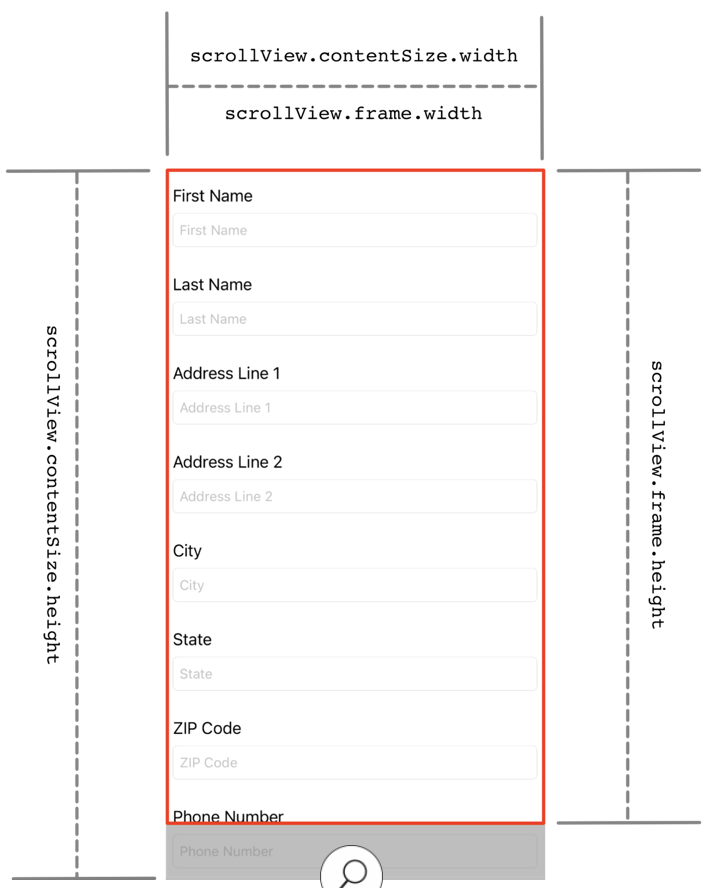 scrollView.contentSize.width
scrollView.frame.width
scrollView.contentSize.height
scrollView.frame.height
First Name
First Name
Last Name
Last Name
Address Line 1
Address Line 1
Address Line 2
Address Line 2
City
City
State
State
ZIP Code
ZIP Code
Phone Number
Phone Number